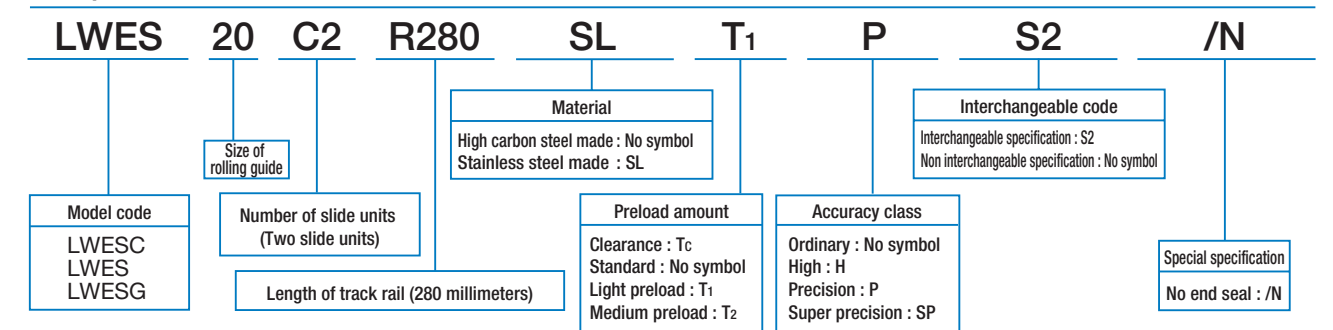 LWES 20 C2 R280 SL T1 P S2 /N
Material
High carbon steel made : No symbol
Stainless steel made : SL
Interchangeable code
Interchangeable specification : S2
Non interchangeable specification : No symbol
Size of
rolling guide
Model code
LWESC
LWES
LWESG
Number of slide units
(Two slide units)
Length of track rail (280 millimeters)
Preload amount
Clearance : Tc
Standard : No symbol
Light preload : T1
Medium preload : T2
Accuracy class
Ordinary : No symbol
High : H
Precision : P
Super precision : SP
Special specification
No end seal : /N